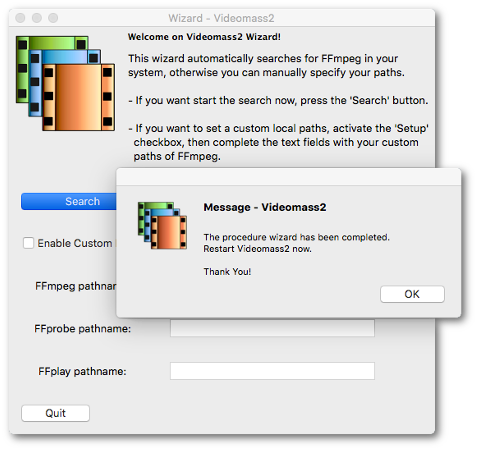 Wizard - Videomass2
Welcome on Videomass2 Wizard!
This wizard automatically searches for FFmpeg in your
system, otherwise you can manually specify your paths.
- If you want start the search now, press the 'Search' button.
- If you want to set a custom local paths, activate the 'Setup'
checkbox, then complete the text fields with your custom
paths of FFmpeg.
Search
Message - Videomass2
The procedure wizard has been completed.
Restart Videomass2 now.
Thank You!
OK
Enable Custom
FFmpeg pathna
FFprobe pathname:
FFplay pathname:
Quit